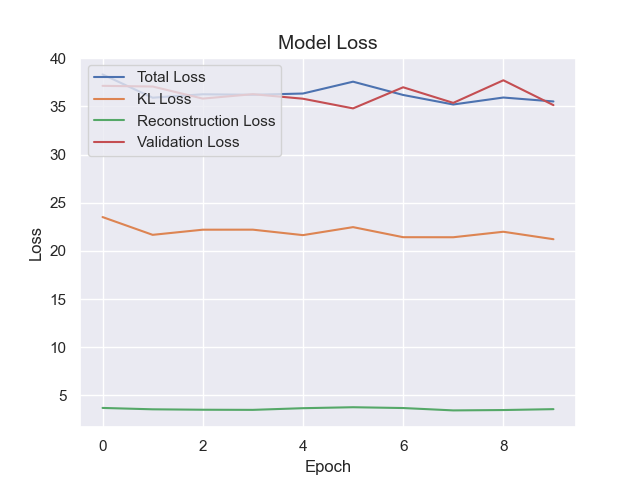 Model Loss
Total Loss
KL Loss
Reconstruction Loss
Validation Loss
Loss
40
35
30
25
20
15
10
5
0
2
4
6
8
Epoch